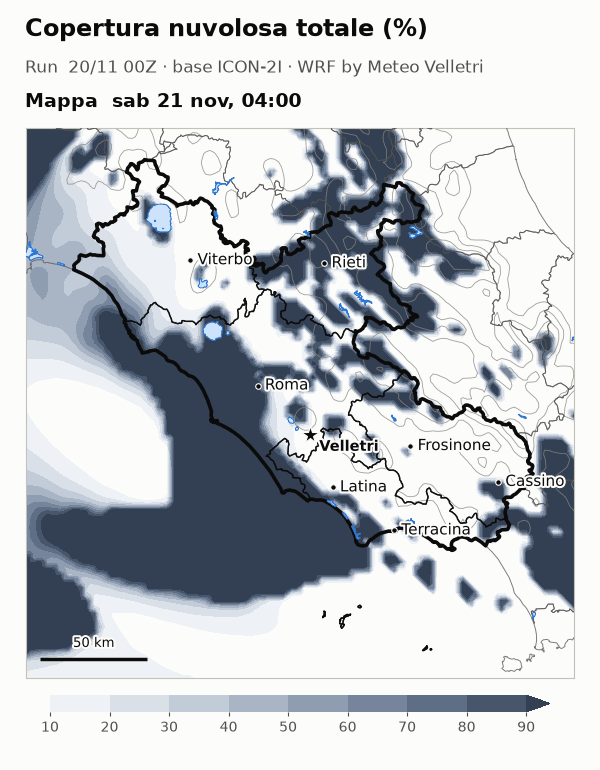 Copertura nuvolosa totale (%)
Run 20/11 00Z · base ICON-2I · WRF by Meteo Velletri
Mappa sab 21 nov, 04:00
Viterbo
Rieti
Roma
Velletri
Frosinone
Cassino
Latina
Terracina
50 km
10 20 30 40 50 60 70 80 90